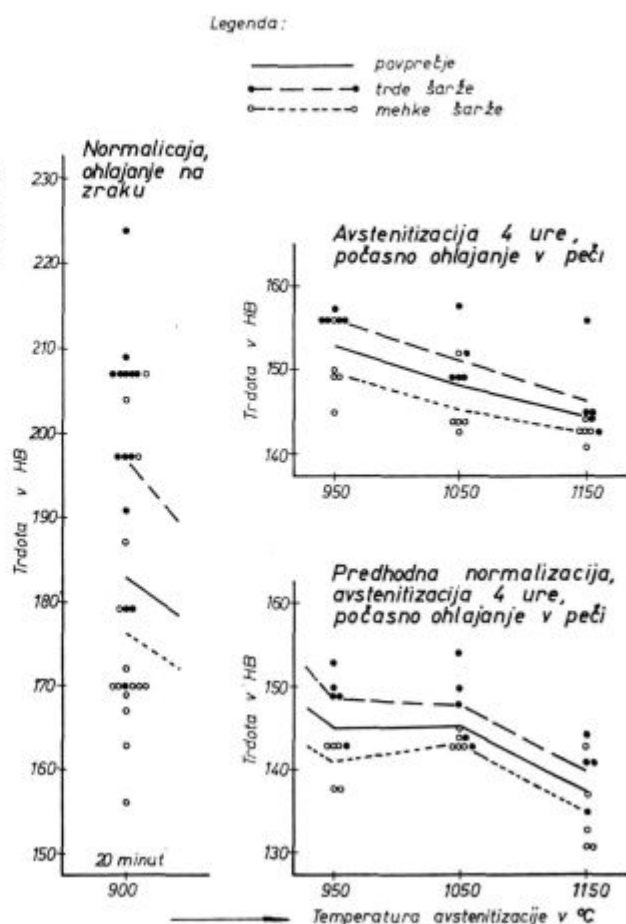 Legenda:
povprečje
trde šarže
mehke šarže
Normalicaja,
ohlajanje na
zraku
Trdota v HB
230
220
210
200
190
180
170
160
150
20 minut
900
Avstenitizacija 4 ure,
počasno ohlajanje v peči
Trdota v HB
160
150
140
950
1050
1150
Predhodna normalizacija,
avstenitizacija 4 ure,
počasno ohlajanje v peči
Trdota v HB
160
150
140
130
950
1050
1150
Temperatura avstenitizacije v °C